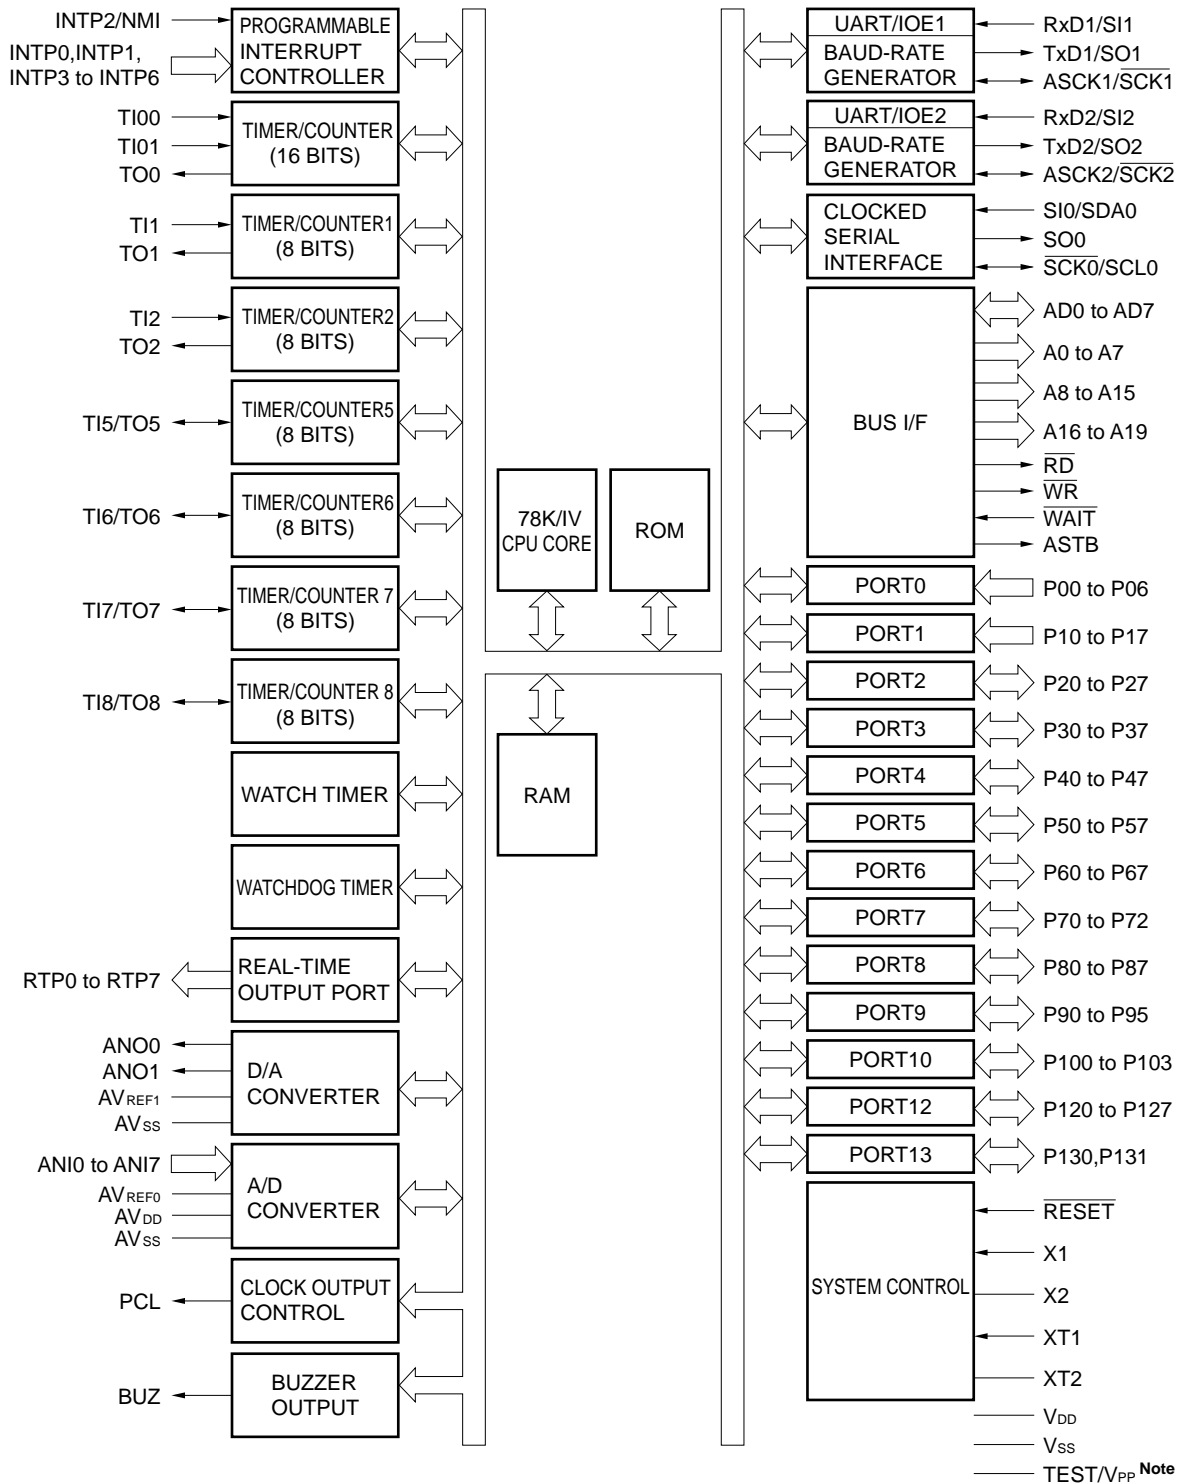 INTP2/NMI
INTP0,INTP1,
INTP3 to INTP6
PROGRAMMABLE
INTERRUPT
CONTROLLER
TI00
TI01
TO0
TIMER/COUNTER
(16 BITS)
TI1
TO1
TIMER/COUNTER1
(8 BITS)
TI2
TO2
TIMER/COUNTER2
(8 BITS)
TI5/TO5
TIMER/COUNTER5
(8 BITS)
TI6/TO6
TIMER/COUNTER6
(8 BITS)
TI7/TO7
TIMER/COUNTER 7
(8 BITS)
TI8/TO8
TIMER/COUNTER 8
(8 BITS)
WATCH TIMER
WATCHDOG TIMER
RTP0 to RTP7
REAL-TIME
OUTPUT PORT
ANO0
ANO1
AVREF1
AVSS
D/A
CONVERTER
ANI0 to ANI7
AVREF0
AVDD
AVSS
A/D
CONVERTER
PCL
CLOCK OUTPUT
CONTROL
BUZ
BUZZER
OUTPUT
78K/IV
CPU CORE
ROM
RAM
UART/IOE1
BAUD-RATE
GENERATOR
RxD1/SI1
TxD1/SO1
ASCK1/SCK1
UART/IOE2
BAUD-RATE
GENERATOR
RxD2/SI2
TxD2/SO2
ASCK2/SCK2
CLOCKED
SERIAL
INTERFACE
SI0/SDA0
SO0
SCK0/SCL0
BUS I/F
AD0 to AD7
A0 to A7
A8 to A15
A16 to A19
RD
WR
WAIT
ASTB
PORT0
P00 to P06
PORT1
P10 to P17
PORT2
P20 to P27
PORT3
P30 to P37
PORT4
P40 to P47
PORT5
P50 to P57
PORT6
P60 to P67
PORT7
P70 to P72
PORT8
P80 to P87
PORT9
P90 to P95
PORT10
P100 to P103
PORT12
P120 to P127
PORT13
P130,P131
SYSTEM CONTROL
RESET
X1
X2
XT1
XT2
VDD
VSS
TEST/VPP Note